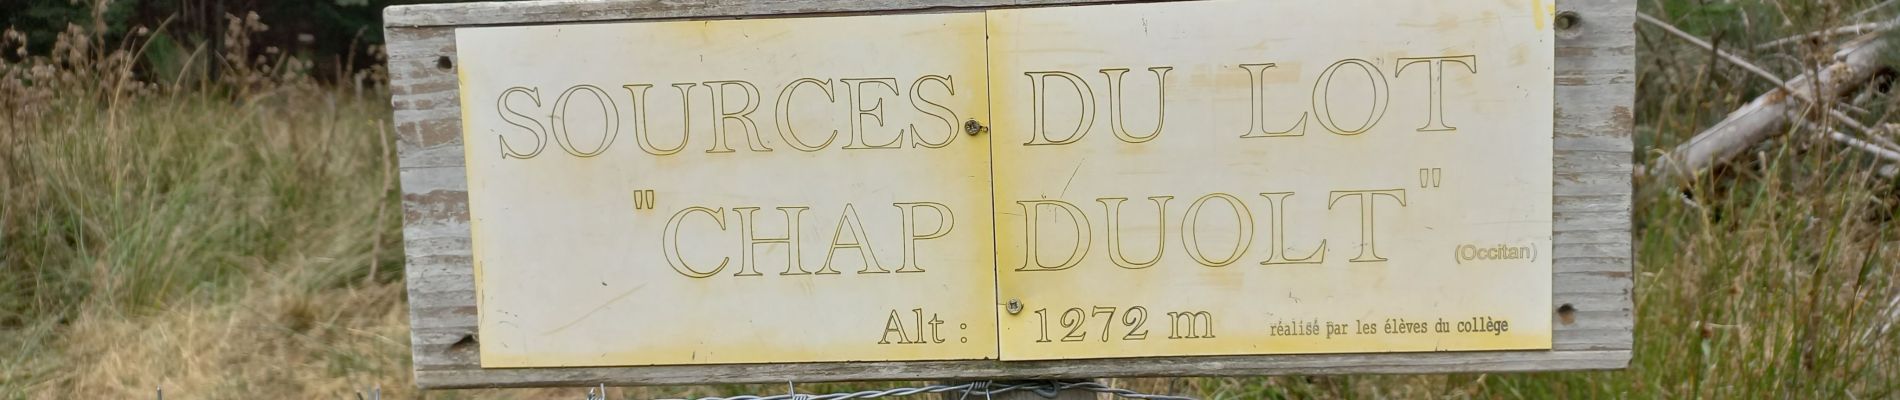 SOURCES DU LOT
"CHAP DUOLT" (Occitan)
Alt : 1272 m réalisé par les élèves du collège